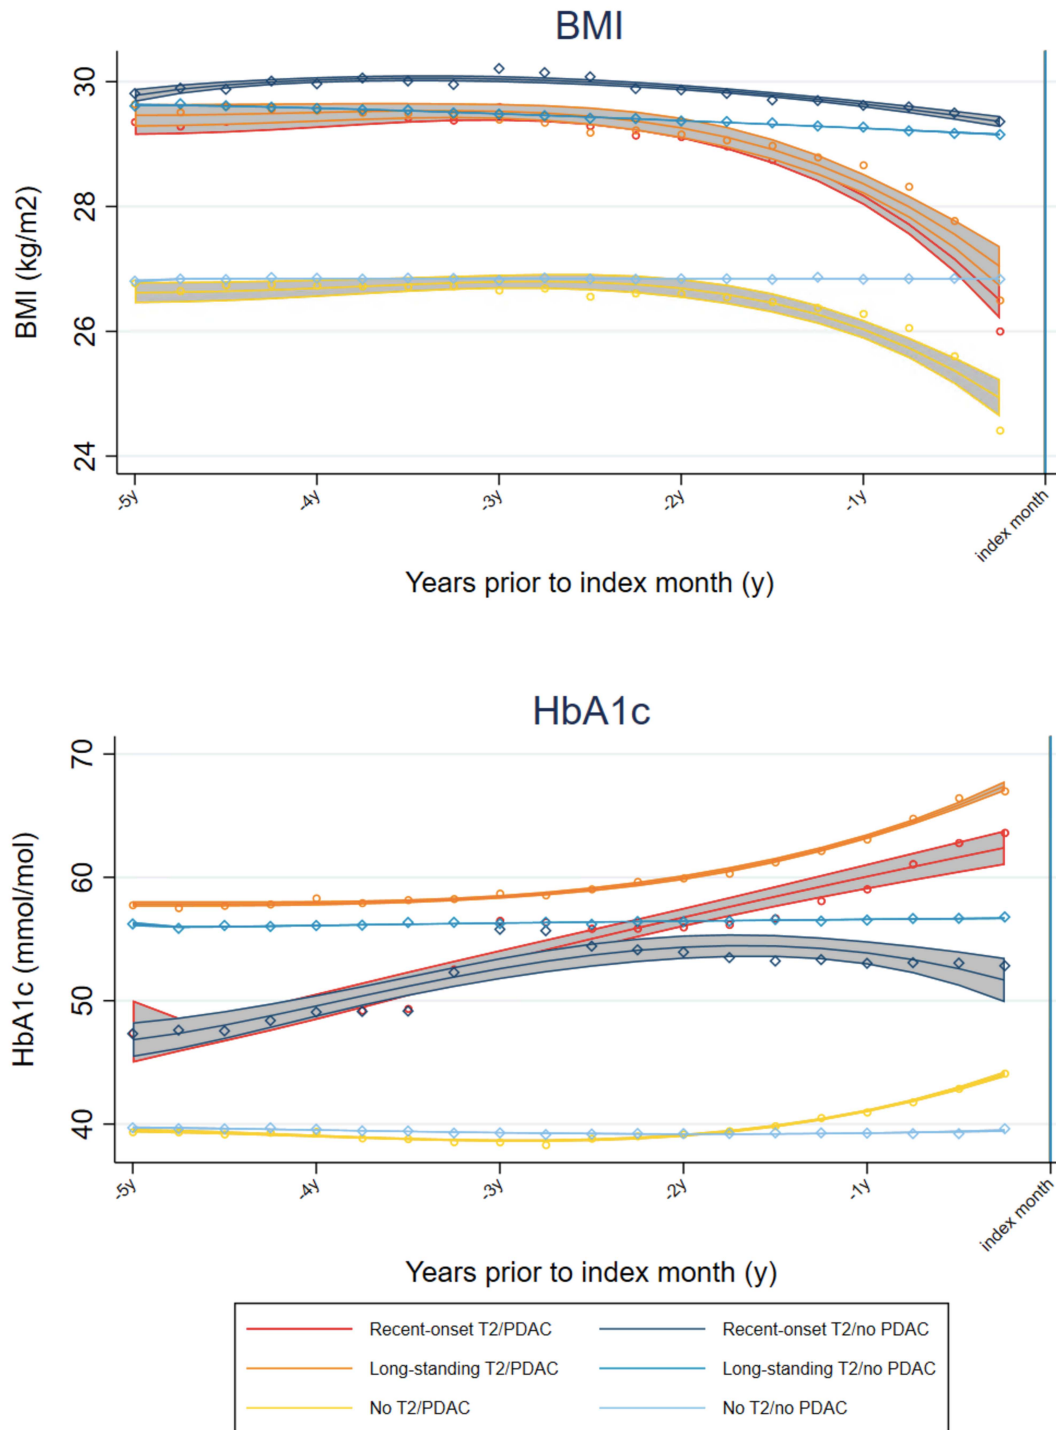 BMI
30
28
26
24
BMI (kg/m2)
-5y
-4y
-3y
-2y
-1y
index month
Years prior to index month (y)
HbA1c
70
60
50
40
HbA1c (mmol/mol)
-5y
-4y
-3y
-2y
-1y
index month
Years prior to index month (y)
Recent-onset T2/PDAC
Recent-onset T2/no PDAC
Long-standing T2/PDAC
Long-standing T2/no PDAC
No T2/PDAC
No T2/no PDAC